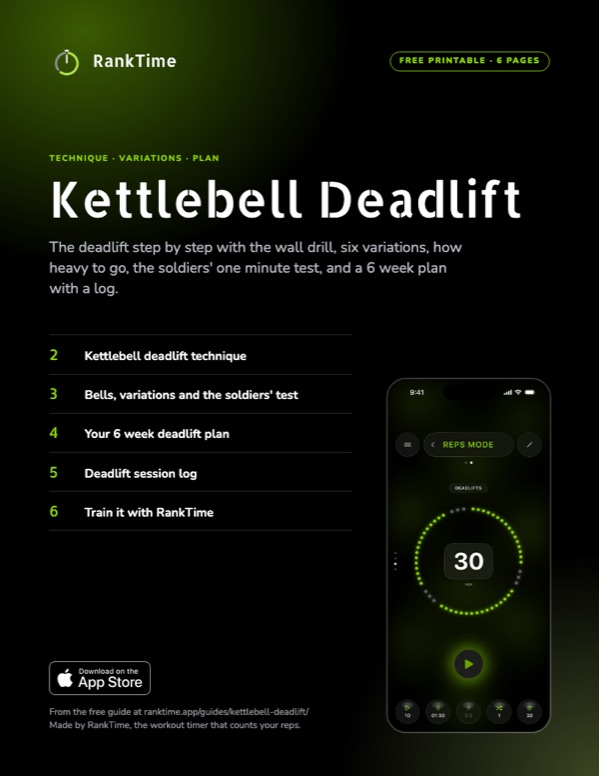 RankTime
FREE PRINTABLE · 6 PAGES
TECHNIQUE · VARIATIONS · PLAN
Kettlebell Deadlift
The deadlift step by step with the wall drill, six variations, how
heavy to go, the soldiers' one minute test, and a 6 week plan
with a log.
2 Kettlebell deadlift technique
3 Bells, variations and the soldiers' test
4 Your 6 week deadlift plan
5 Deadlift session log
6 Train it with RankTime
9:41
REPS MODE
DEADLIFTS
30
10 01:30 1 30
Download on the
App Store
From the free guide at ranktime.app/guides/kettlebell-deadlift/
Made by RankTime, the workout timer that counts your reps.